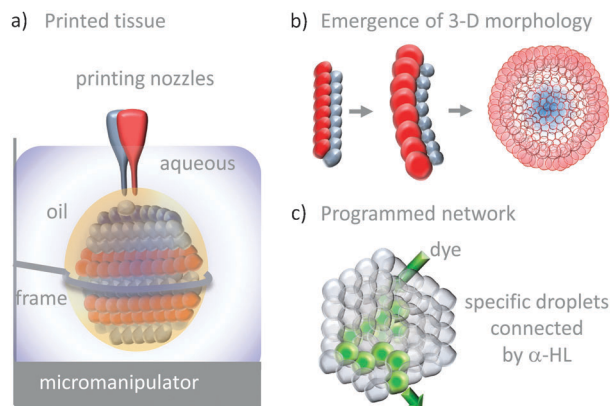 a) Printed tissue
printing nozzles
aqueous
oil
frame
micromanipulator
b) Emergence of 3-D morphology
c) Programmed network
dye
specific droplets
connected
by α-HL